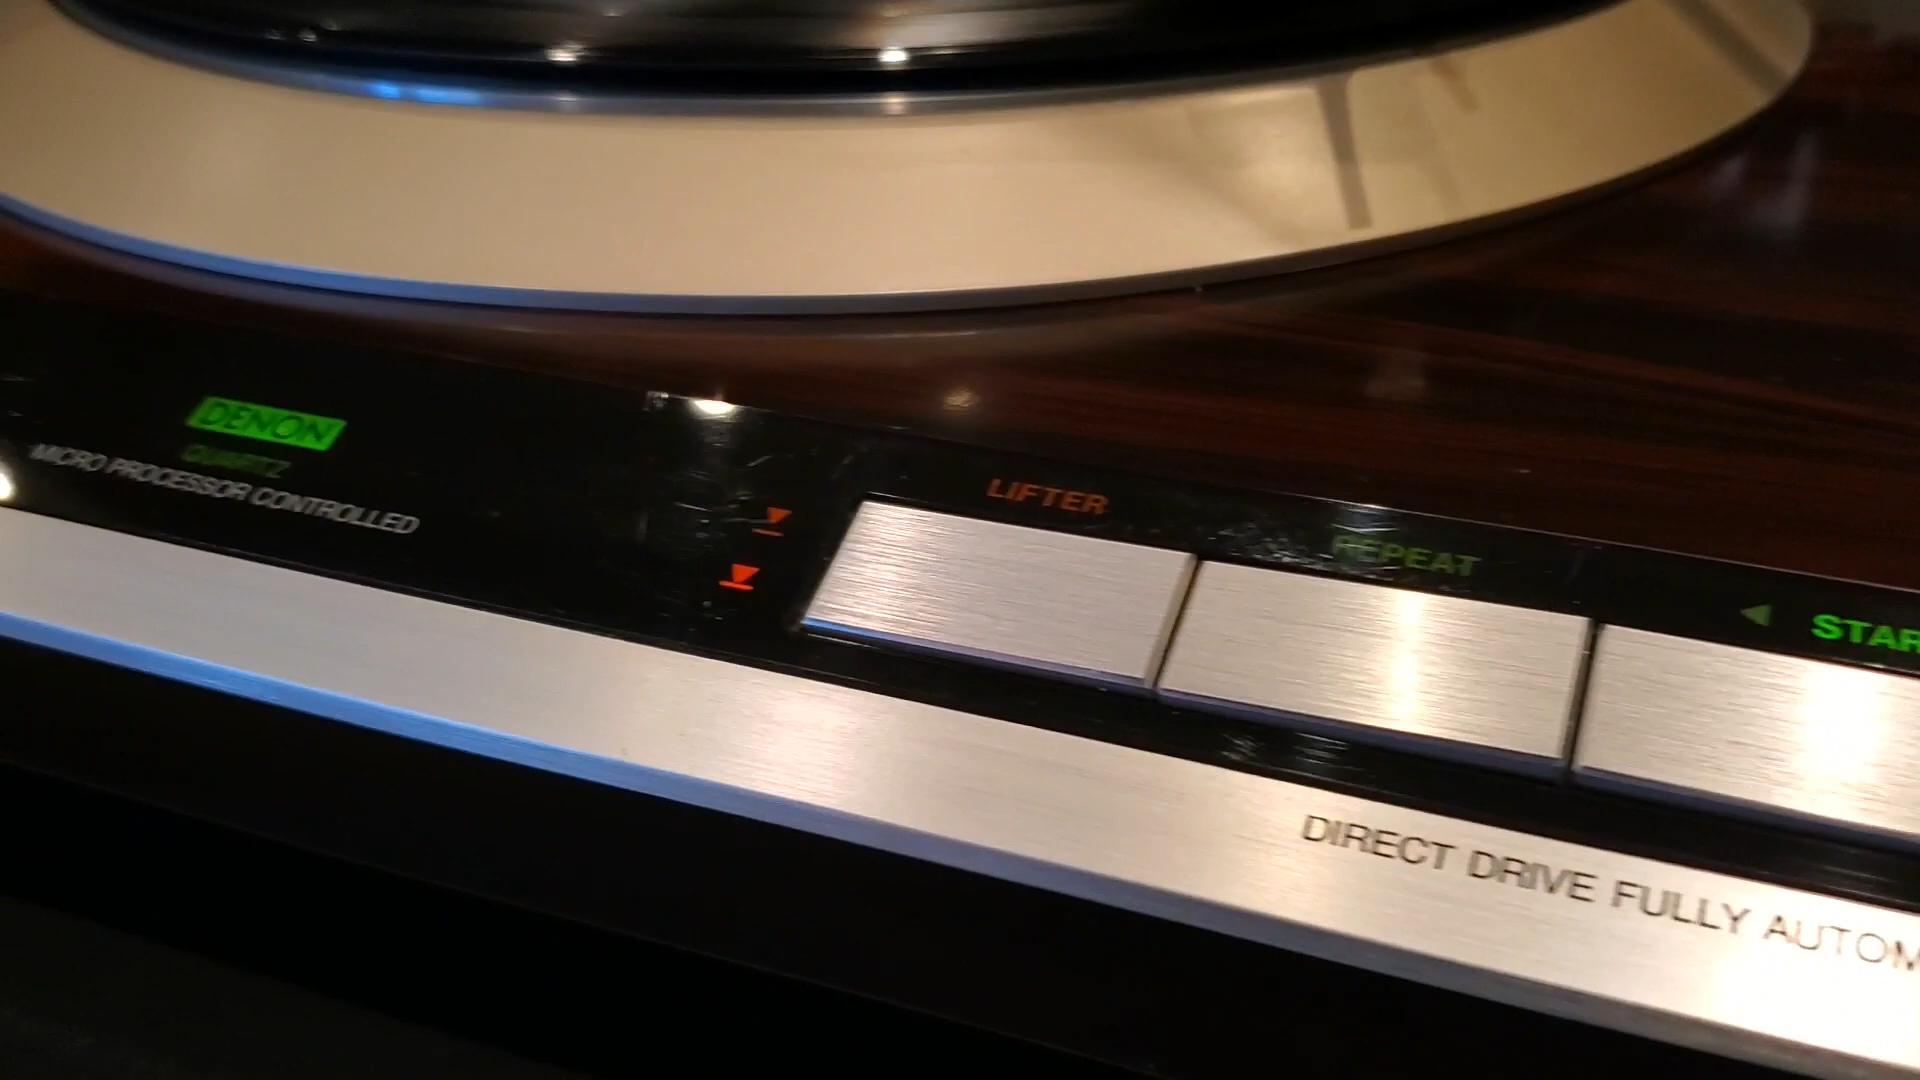 DENON
QUARTZ
MICRO PROCESSOR CONTROLLED
LIFTER
REPEAT
STAR
DIRECT DRIVE FULLY AUTOM